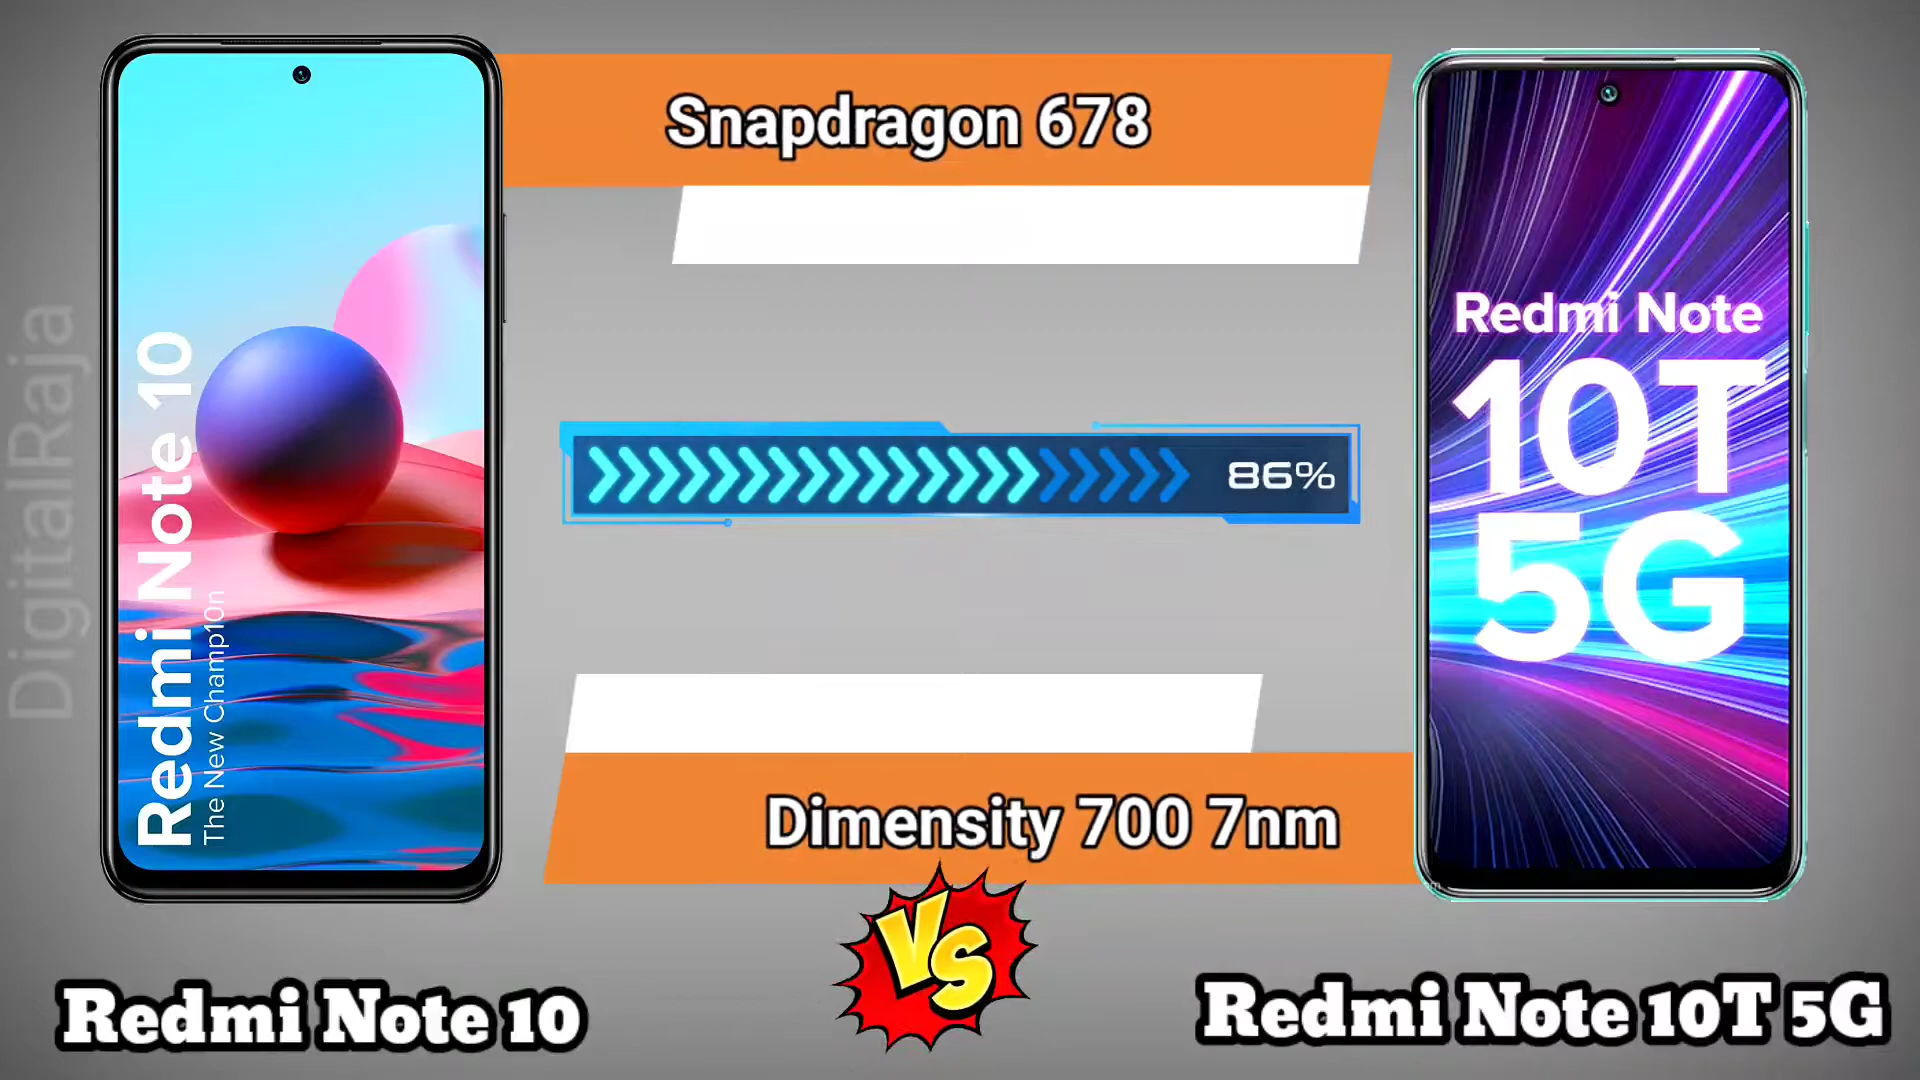 DigitalRaja
Redmi Note 10
The New Champ10n
Snapdragon 678
86%
Dimensity 700 7nm
Redmi Note
10T
5G
Redmi Note 10
VS
Redmi Note 10T 5G